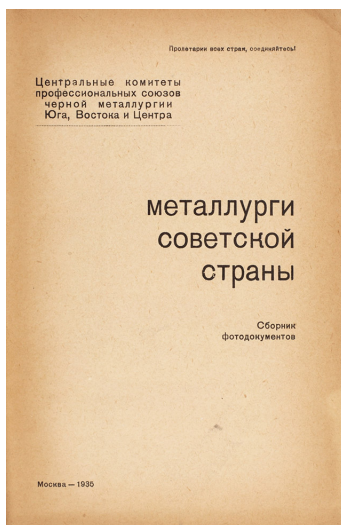 Пролетарии всех стран, соединяйтесь!
Центральные комитеты
профессиональных союзов
черной металлургии
Юга, Востока и Центра
металлурги
советской
страны
Сборник
фотодокументов
Москва — 1935